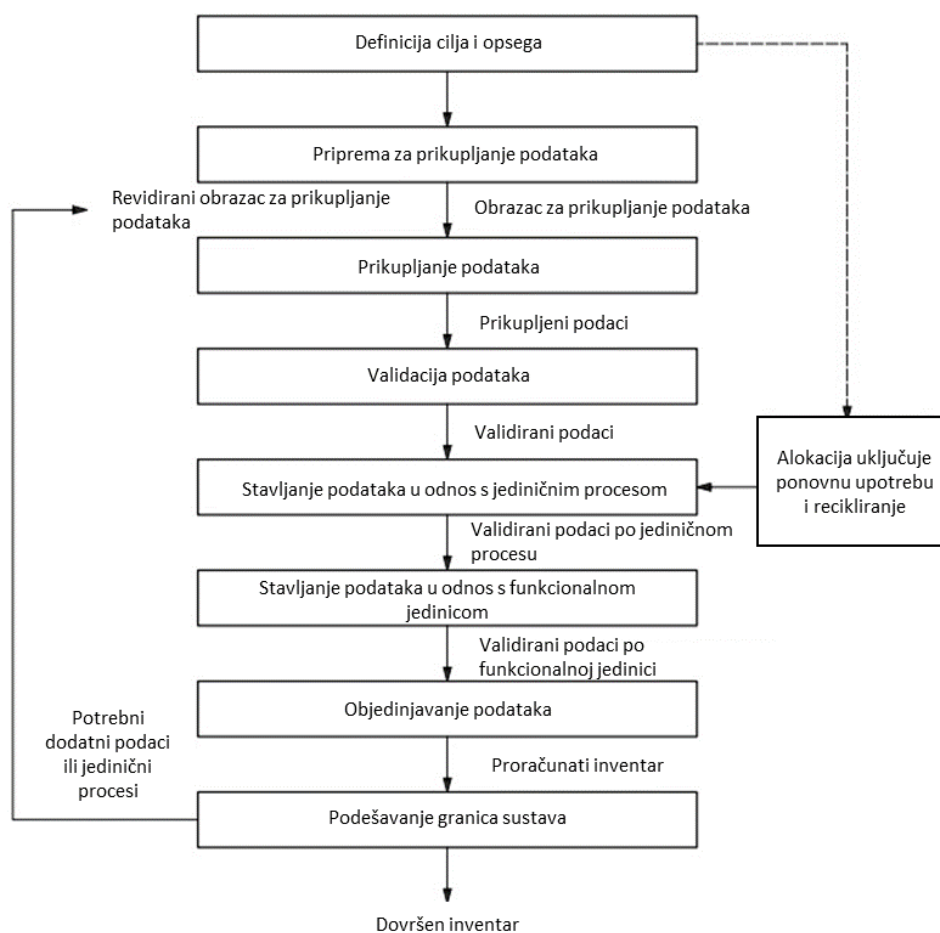 Definicija cilja i opsega
Priprema za prikupljanje podataka
Revidirani obrazac za prikupljanje
podataka
Obrazac za prikupljanje podataka
Prikupljanje podataka
Prikupljeni podaci
Validacija podataka
Validirani podaci
Alokacija uključuje
ponovnu upotrebu
i recikliranje
Stavljanje podataka u odnos s jediničnim procesom
Validirani podaci po jediničnom
procesu
Stavljanje podataka u odnos s funkcionalnom
jedinicom
Validirani podaci po
funkcionalnoj jedinici
Objedinjavanje podataka
Potrebni
dodatni podaci
ili jedinični
procesi
Proračunati inventar
Podešavanje granica sustava
Dovršen inventar